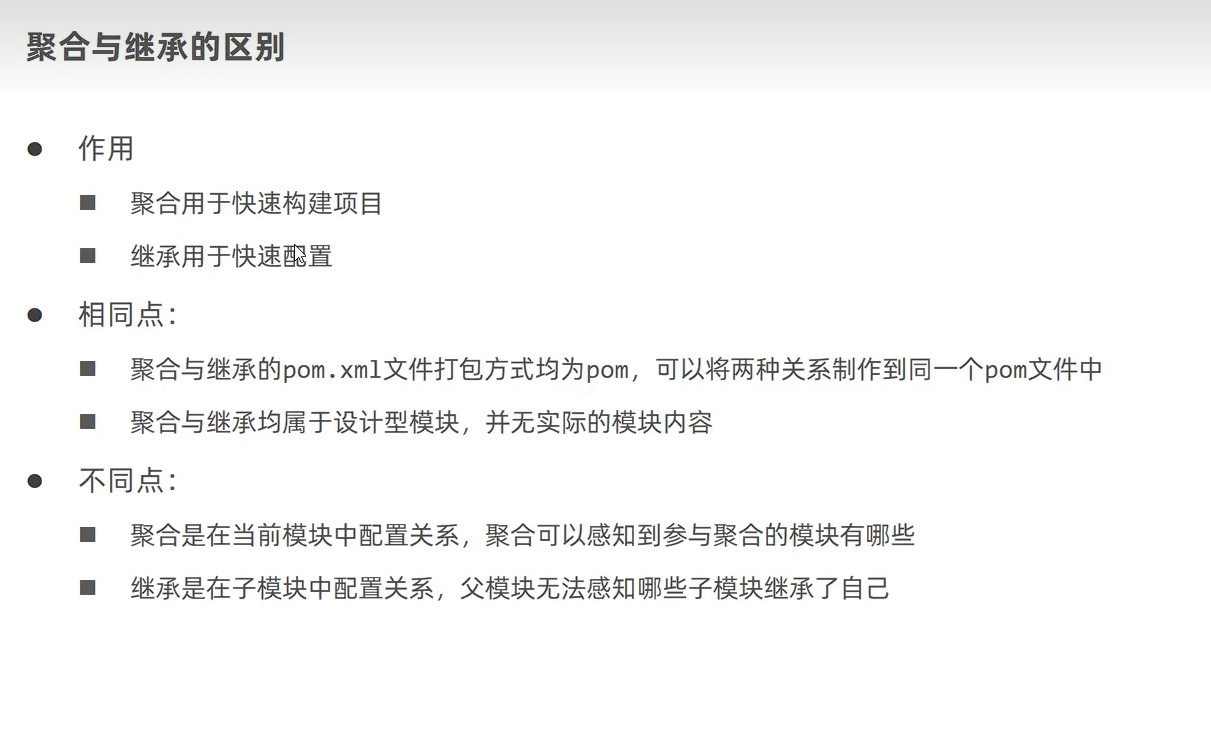 聚合与继承的区别
作用
聚合用于快速构建项目
继承用于快速配置
相同点：
聚合与继承的pom.xml文件打包方式均为pom，可以将两种关系制作到同一个pom文件中
聚合与继承均属于设计型模块，并无实际的模块内容
不同点：
聚合是在当前模块中配置关系，聚合可以感知到参与聚合的模块有哪些
继承是在子模块中配置关系，父模块无法感知哪些子模块继承了自己